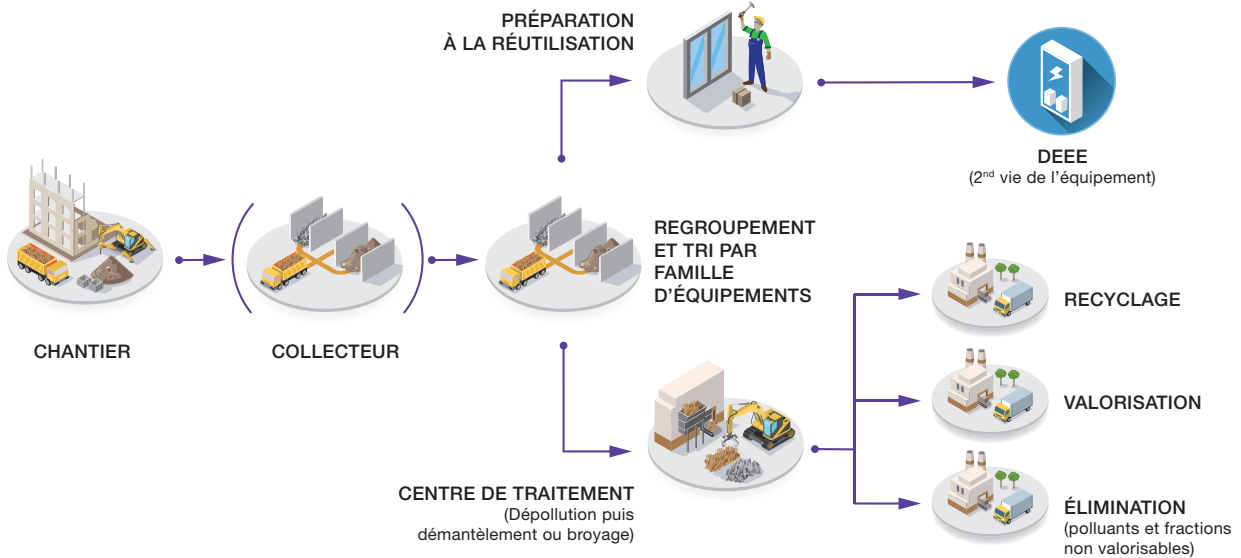 PRÉPARATION
À LA RÉUTILISATION
DEEE
(2nd vie de l'équipement)
CHANTIER
COLLECTEUR
REGROUPEMENT
ET TRI PAR
FAMILLE
D'ÉQUIPEMENTS
RECYCLAGE
VALORISATION
CENTRE DE TRAITEMENT
(Dépollution puis
démantèlement ou broyage)
ÉLIMINATION
(polluants et fractions
non valorisables)